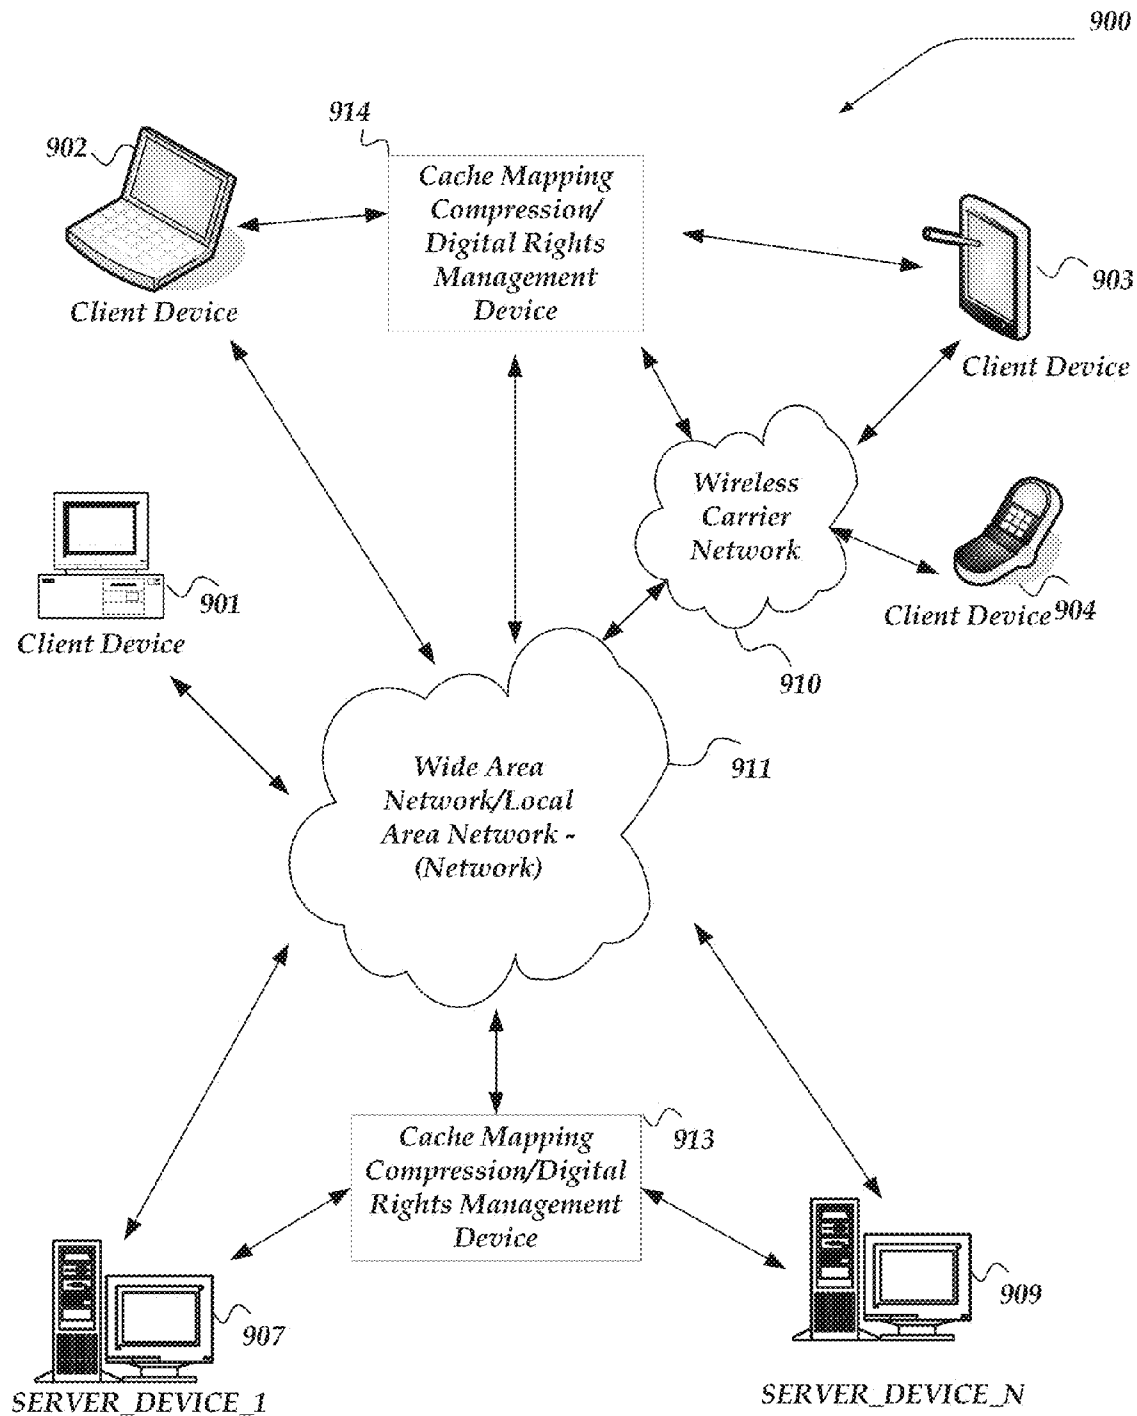 900
914
902
Cache Mapping
Compression/
Digital Rights
Management
Device
903
Client Device
Client Device
Wireless
Carrier
Network
901
Client Device
Client Device 904
910
911
Wide Area
Network/Local
Area Network -
(Network)
913
Cache Mapping
Compression/Digital
Rights Management
Device
907
909
SERVER_DEVICE_1
SERVER_DEVICE_N